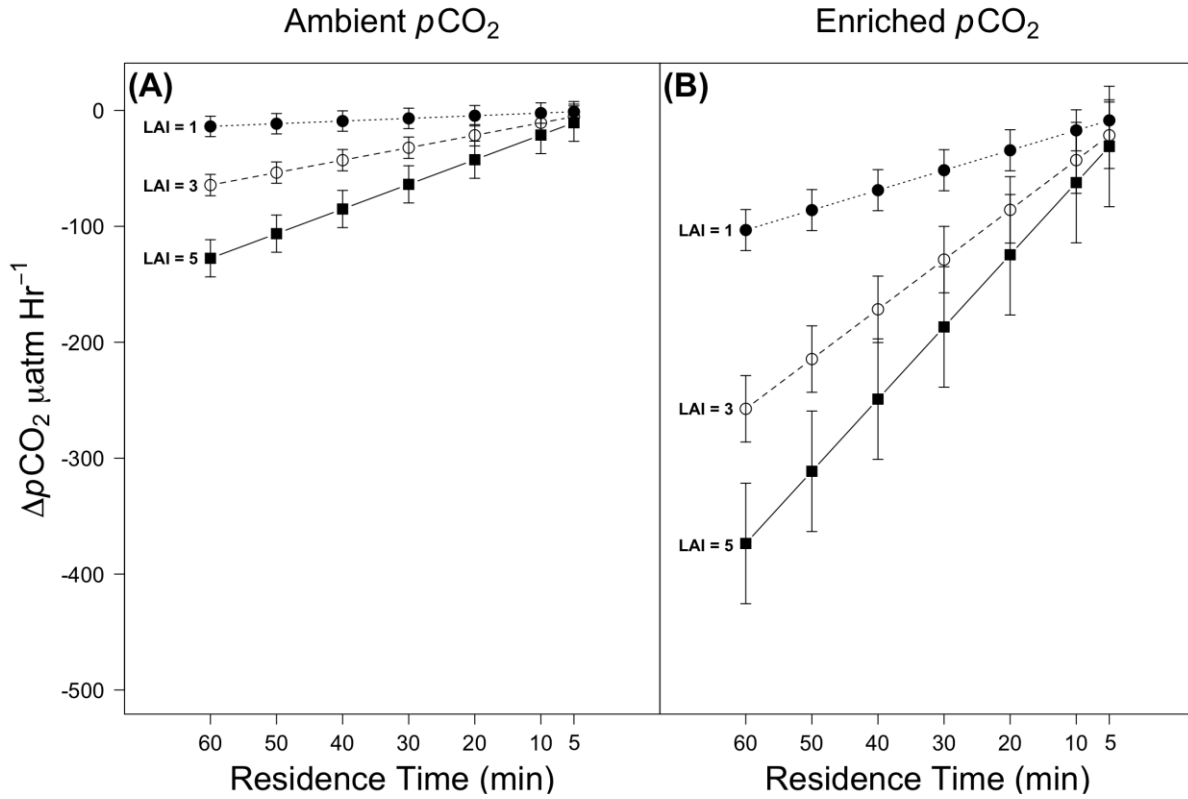 Ambient pCO₂
Enriched pCO₂
(A)
(B)
ΔpCO₂ μatm Hr⁻¹
0
-100
-200
-300
-400
-500
LAI = 1
LAI = 3
LAI = 5
LAI = 1
LAI = 3
LAI = 5
60 50 40 30 20 10 5
60 50 40 30 20 10 5
Residence Time (min)
Residence Time (min)